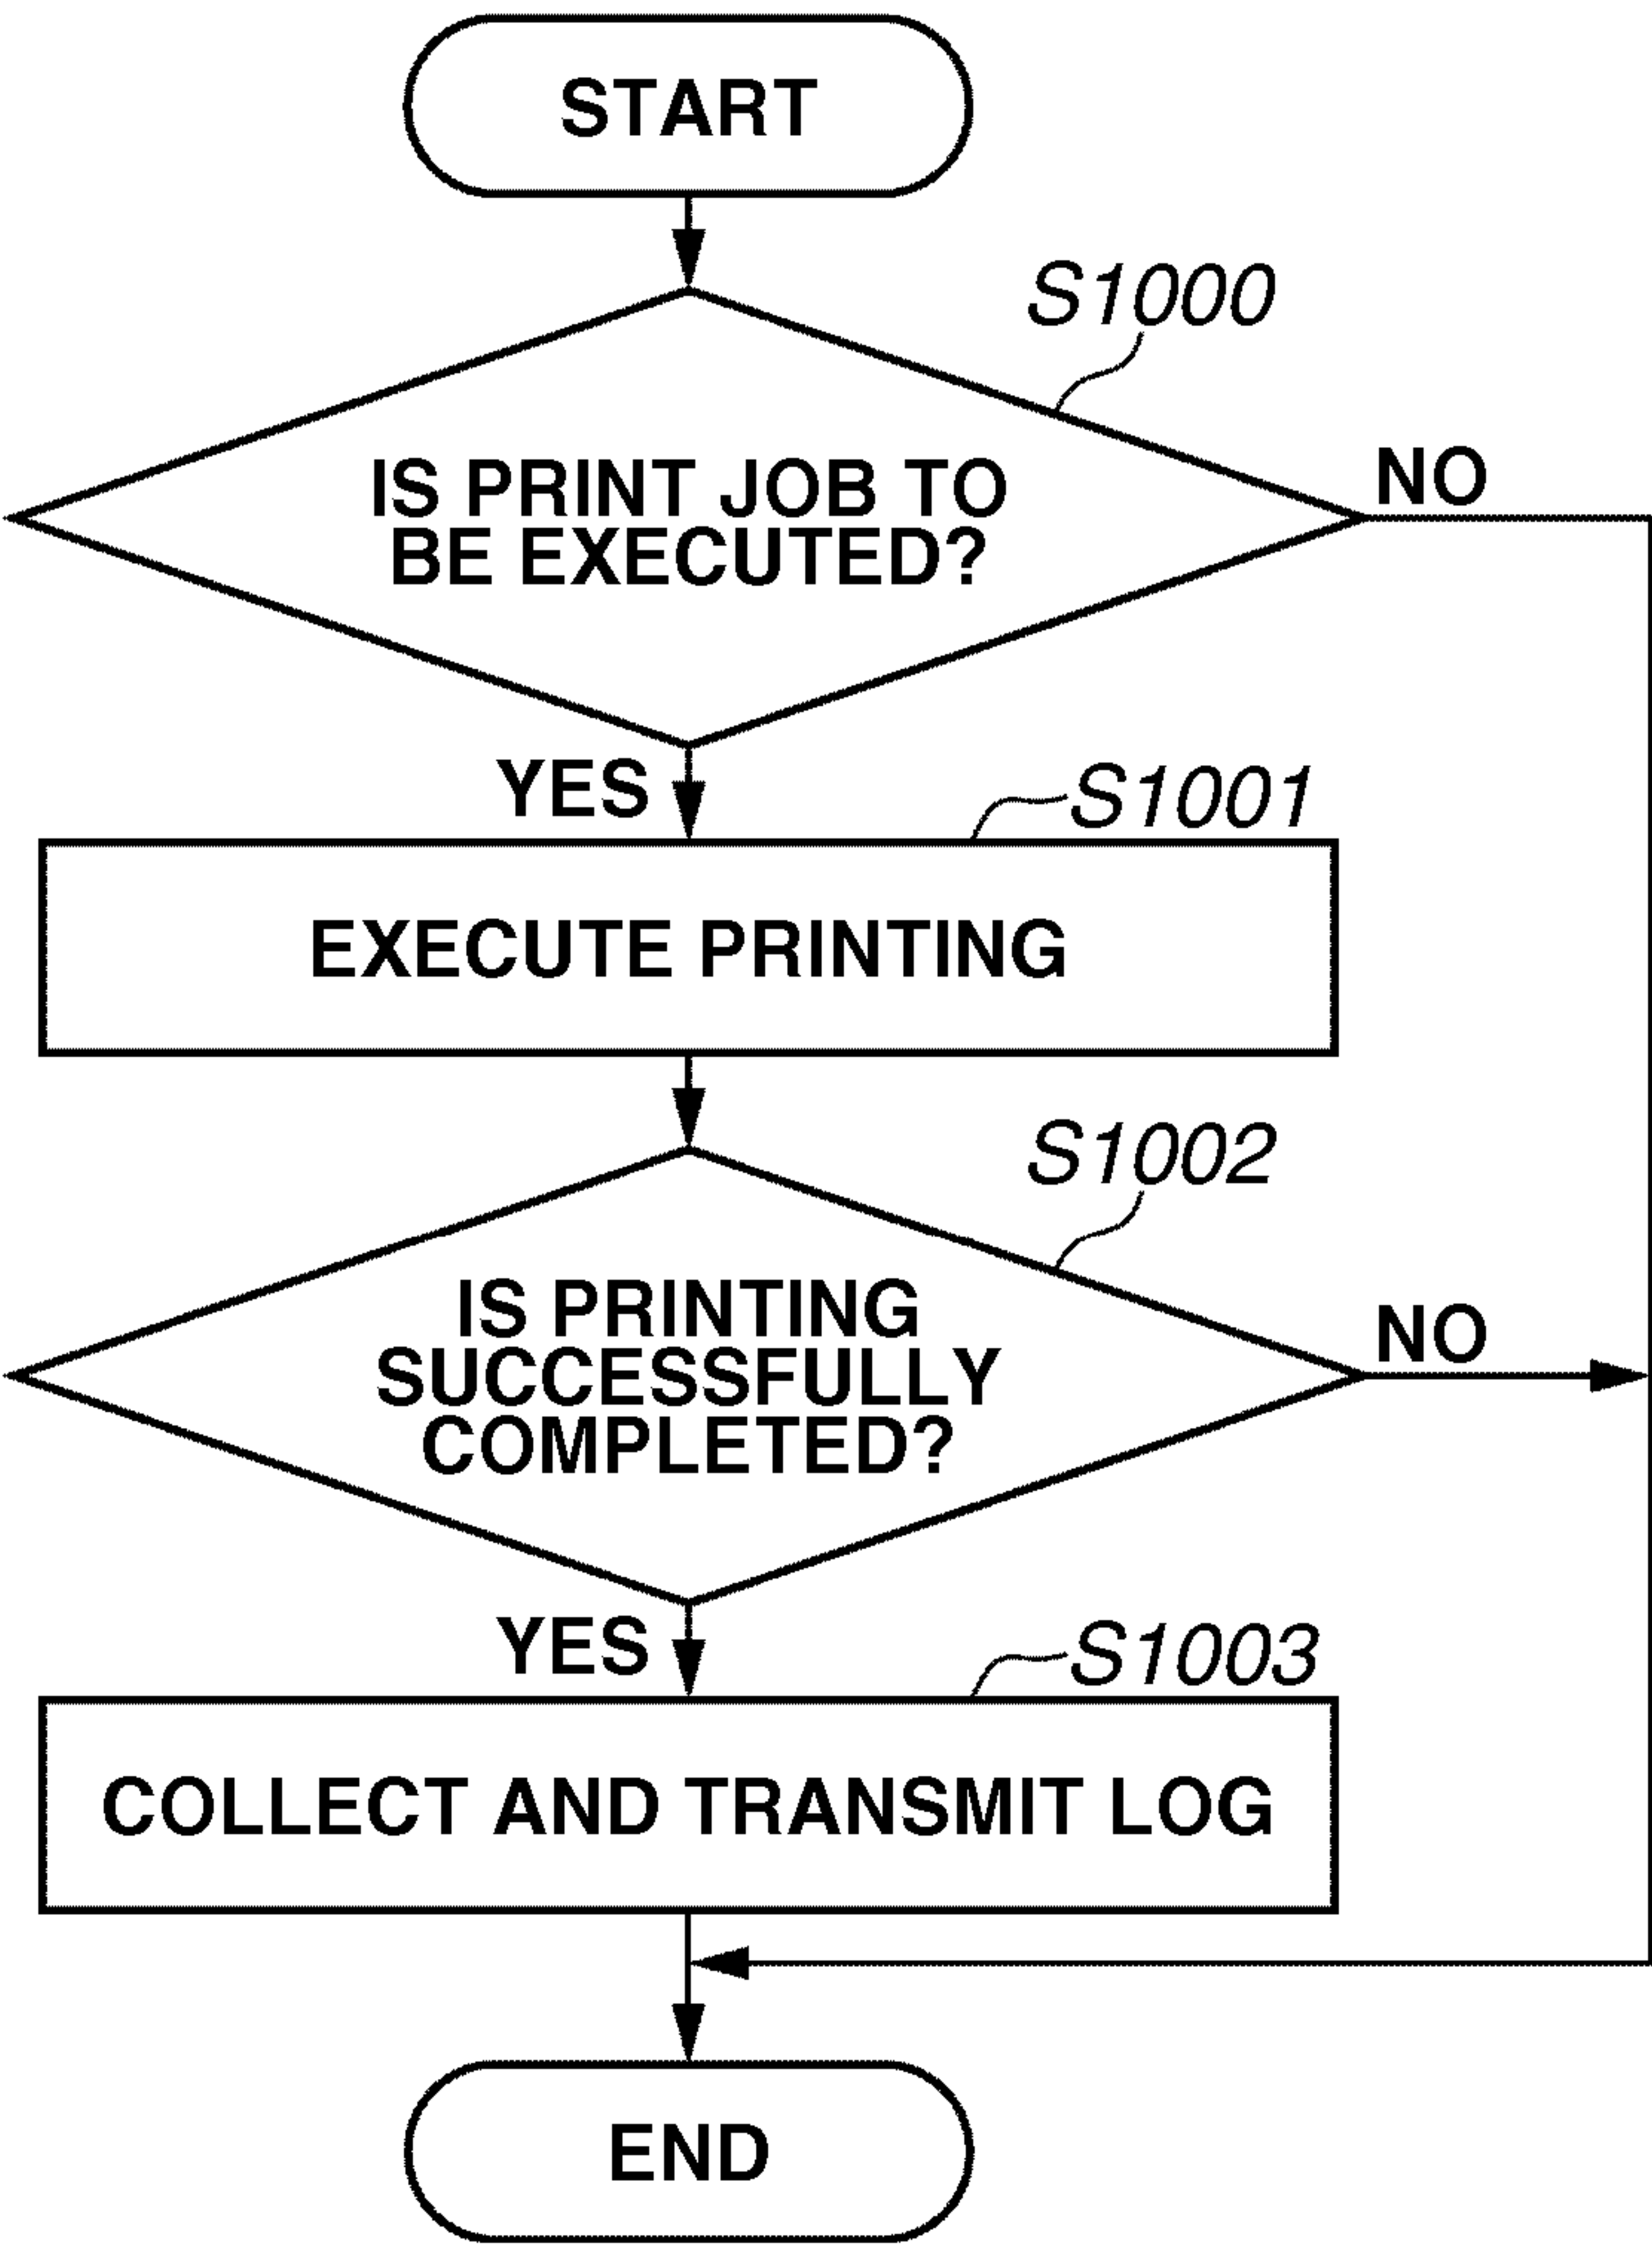 START
S1000
IS PRINT JOB TO
BE EXECUTED?
NO
YES
S1001
EXECUTE PRINTING
S1002
IS PRINTING
SUCCESSFULLY
COMPLETED?
NO
YES
S1003
COLLECT AND TRANSMIT LOG
END